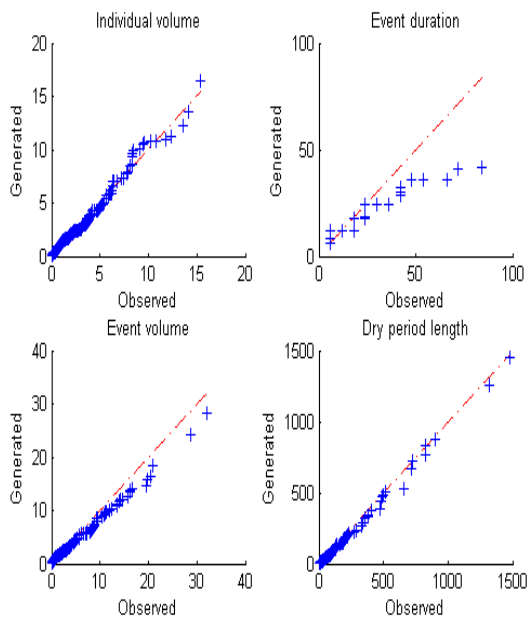 Individual volume
20
15
10
5
0
0 5 10 15 20
Generated
Observed
Event duration
100
50
0
0 50 100
Generated
Observed
Event volume
40
30
20
10
0
0 10 20 30 40
Generated
Observed
Dry period length
1500
1000
500
0
0 500 1000 1500
Generated
Observed